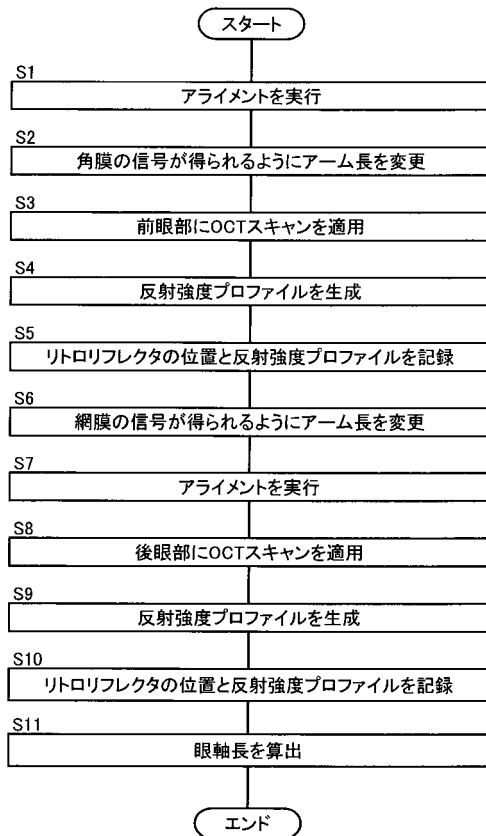 スタート
S1
アライメントを実行
S2
角膜の信号が得られるようにアーム長を変更
S3
前眼部にOCTスキャンを適用
S4
反射強度プロファイルを生成
S5
リトロリフレクタの位置と反射強度プロファイルを記録
S6
網膜の信号が得られるようにアーム長を変更
S7
アライメントを実行
S8
後眼部にOCTスキャンを適用
S9
反射強度プロファイルを生成
S10
リトロリフレクタの位置と反射強度プロファイルを記録
S11
眼軸長を算出
エンド